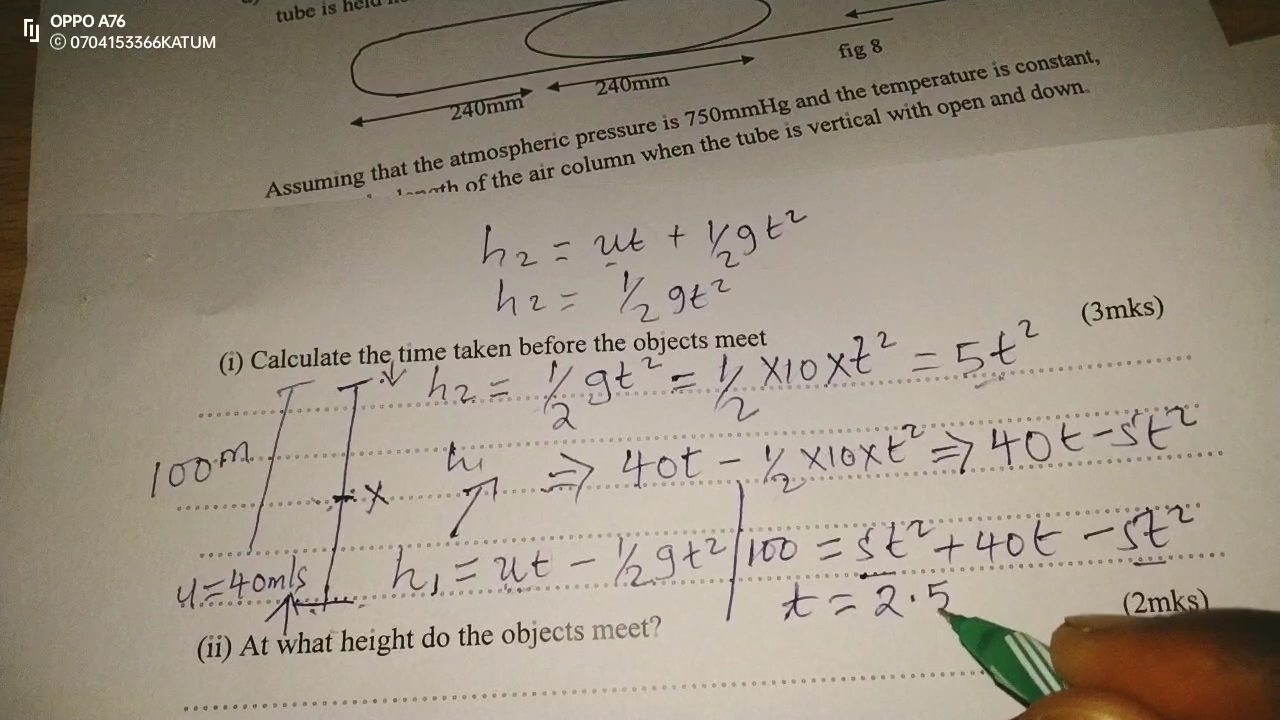 OPPO A76
© 0704153366KATUM
tube is held
fig 8
240mm 240mm
Assuming that the atmospheric pressure is 750mmHg and the temperature is constant,
length of the air column when the tube is vertical with open and down.
h₂ = ut + ½gt²
h₂ = ½gt²
(i) Calculate the time taken before the objects meet (3mks)
h₂ = ½gt² = ½×10×t² = 5t²
100m
x
h₁ ⇒ 40t - ½×10×t² ⇒ 40t - 5t²
u = 40m/s h₁ = ut - ½gt² 100 = 5t² + 40t - 5t²
t = 2.5
(ii) At what height do the objects meet? (2mks)